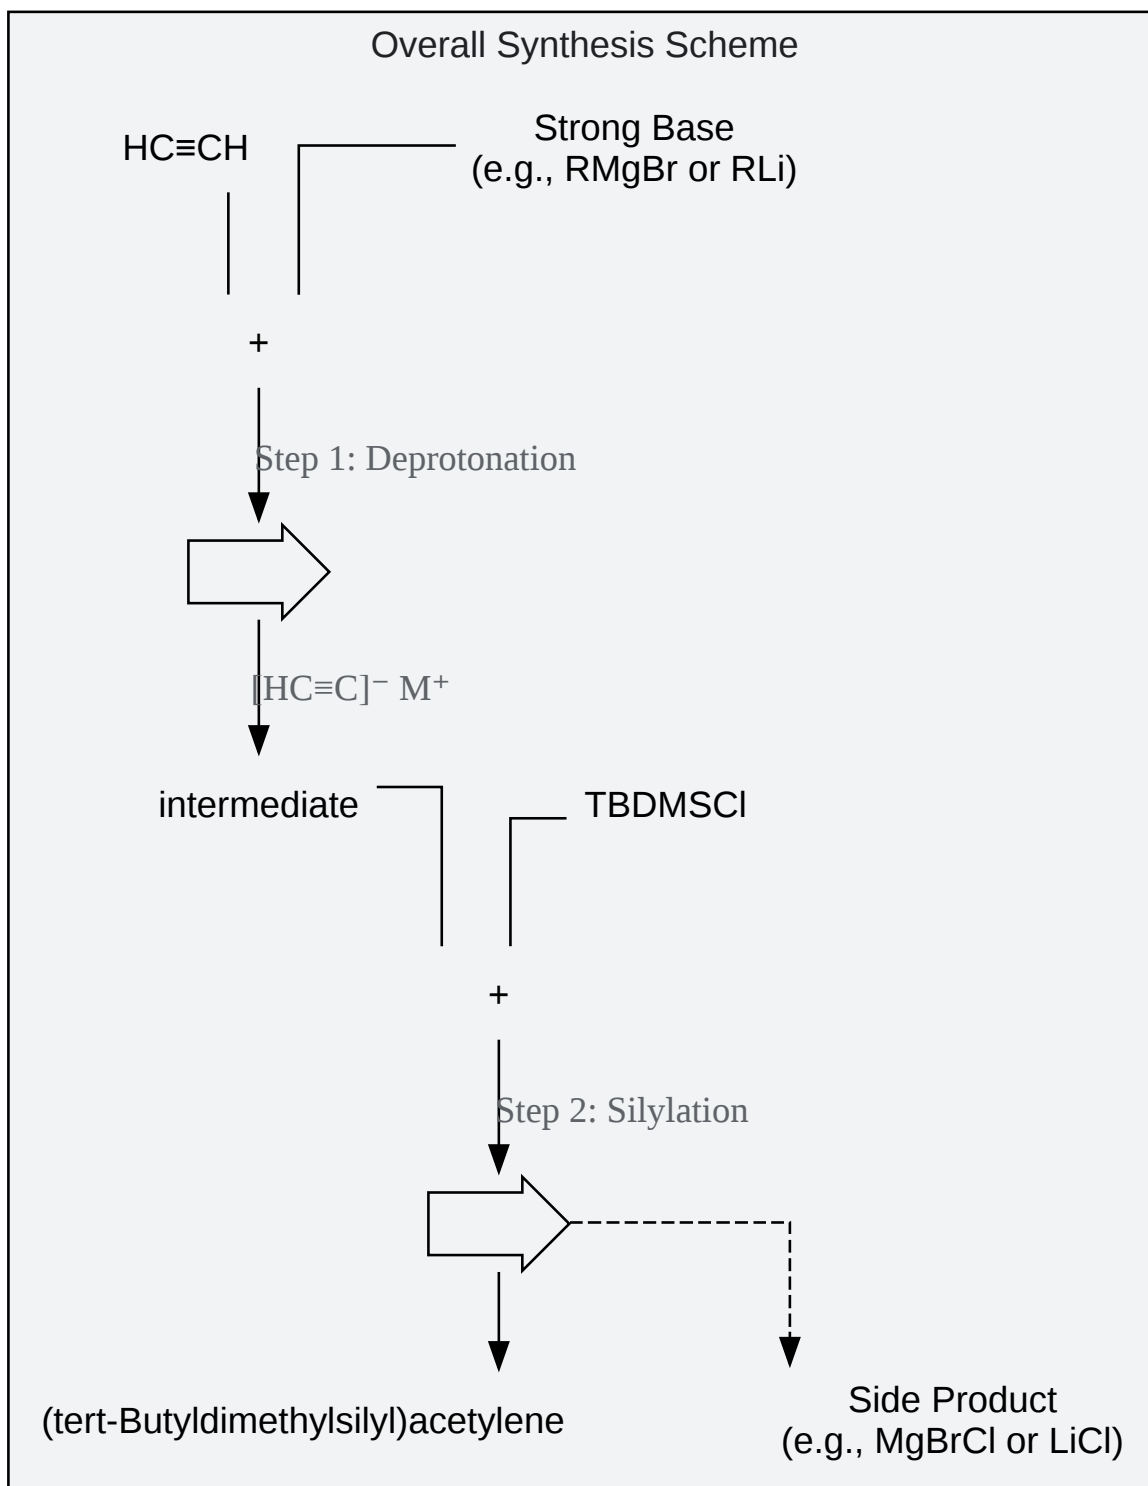 Overall Synthesis Scheme
HC≡CH
Strong Base
(e.g., RMgBr or RLi)
+
Step 1: Deprotonation
[HC≡C]⁻ M⁺
intermediate
TBDMSCl
+
Step 2: Silylation
(tert-Butyldimethylsilyl)acetylene
Side Product
(e.g., MgBrCl or LiCl)